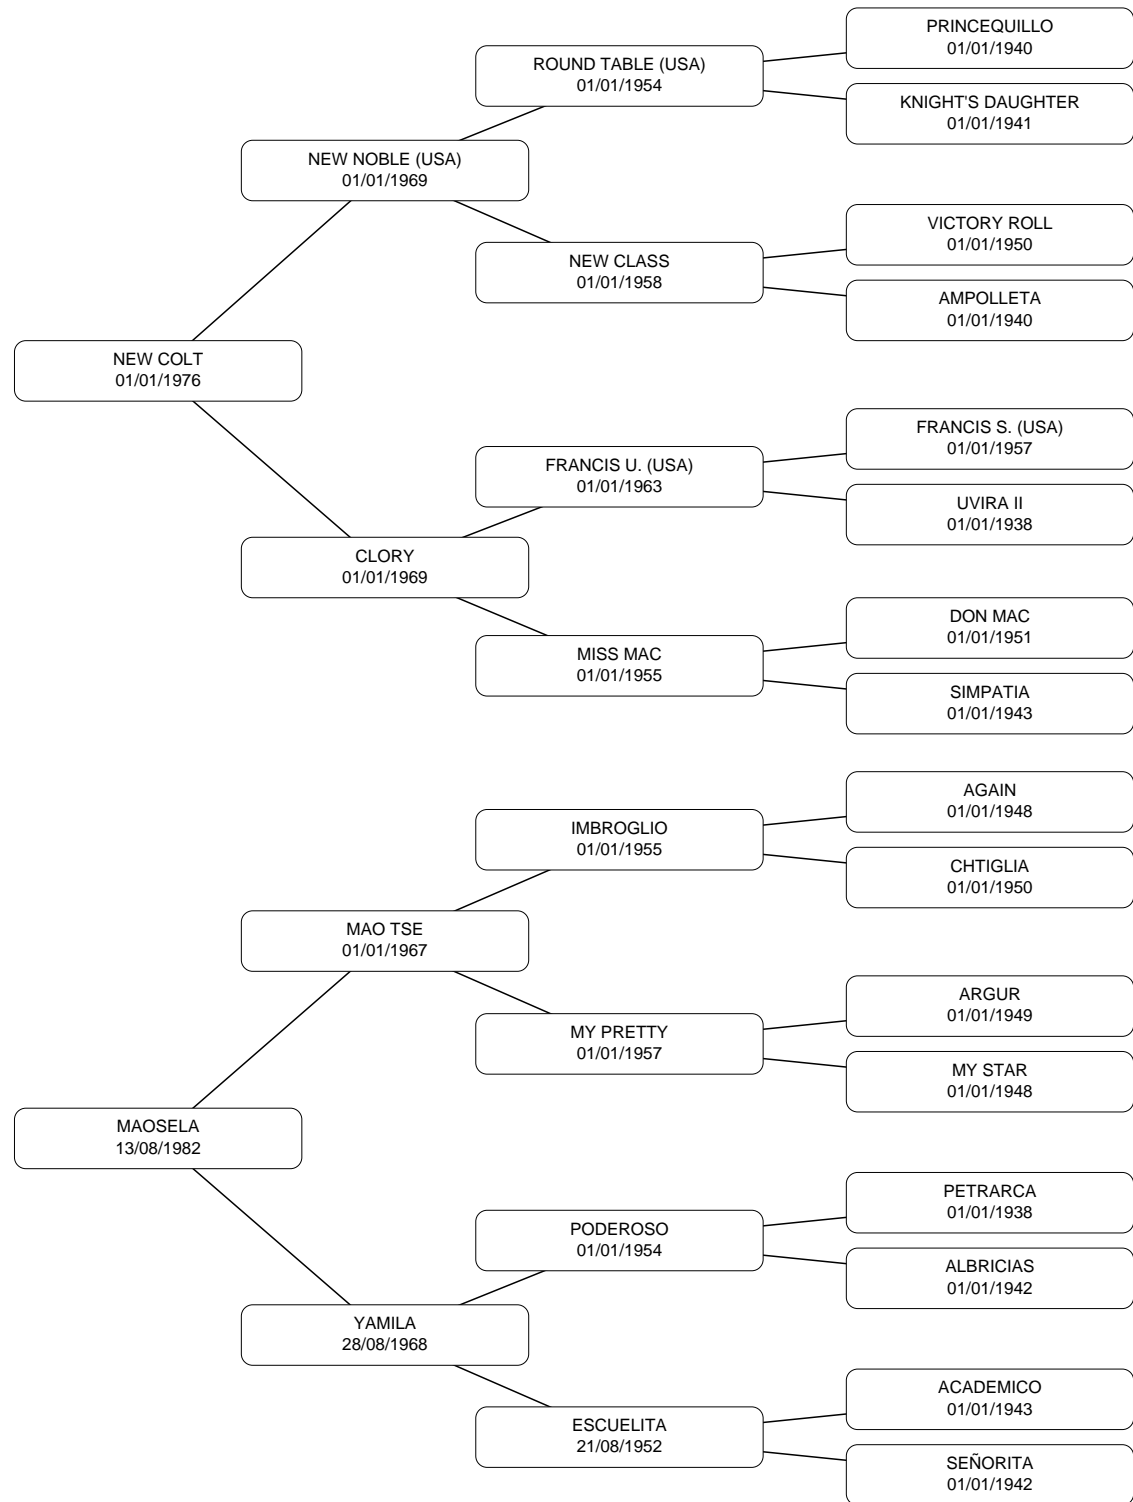 PRINCEQUILLO
01/01/1940
ROUND TABLE (USA)
01/01/1954
KNIGHT'S DAUGHTER
01/01/1941
NEW NOBLE (USA)
01/01/1969
VICTORY ROLL
01/01/1950
NEW CLASS
01/01/1958
AMPOLLETA
01/01/1940
NEW COLT
01/01/1976
FRANCIS S. (USA)
01/01/1957
FRANCIS U. (USA)
01/01/1963
UVIRA II
01/01/1938
CLORY
01/01/1969
DON MAC
01/01/1951
MISS MAC
01/01/1955
SIMPATIA
01/01/1943
AGAIN
01/01/1948
IMBROGLIO
01/01/1955
CHTIGLIA
01/01/1950
MAO TSE
01/01/1967
ARGUR
01/01/1949
MY PRETTY
01/01/1957
MY STAR
01/01/1948
MAOSELA
13/08/1982
PETRARCA
01/01/1938
PODEROSO
01/01/1954
ALBRICIAS
01/01/1942
YAMILA
28/08/1968
ACADEMICO
01/01/1943
ESCUELITA
21/08/1952
SEÑORITA
01/01/1942